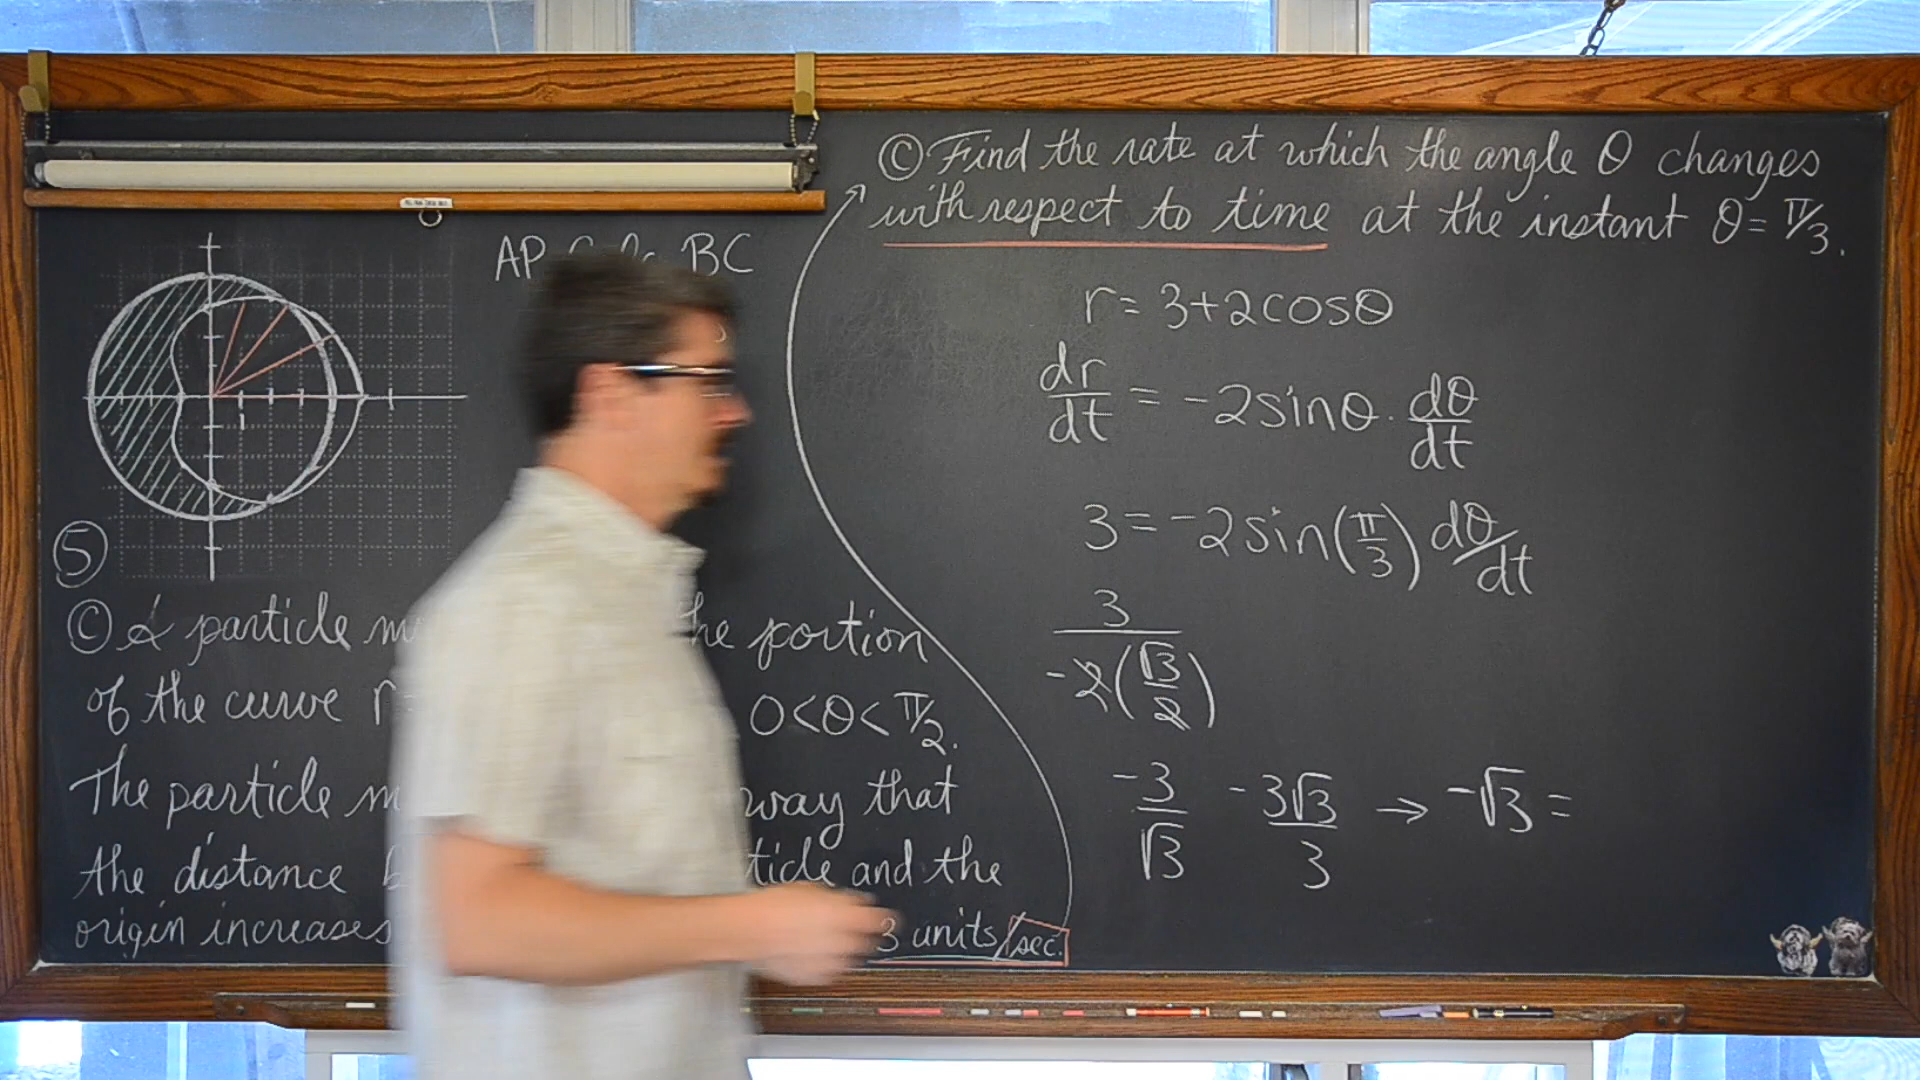 AP BC
1
5
Ⓒ A particle the portion
of the curve r 0<θ<π/2.
The particle way that
the distance and the
origin increases 3 units/sec.
Ⓒ Find the rate at which the angle θ changes
with respect to time at the instant θ= π/3.
r= 3+2cosθ
dr/dt = -2sinθ · dθ/dt
3 = -2sin(π/3) dθ/dt
3/-2(√3/2)
-3/√3 -3√3/3 → -√3 =